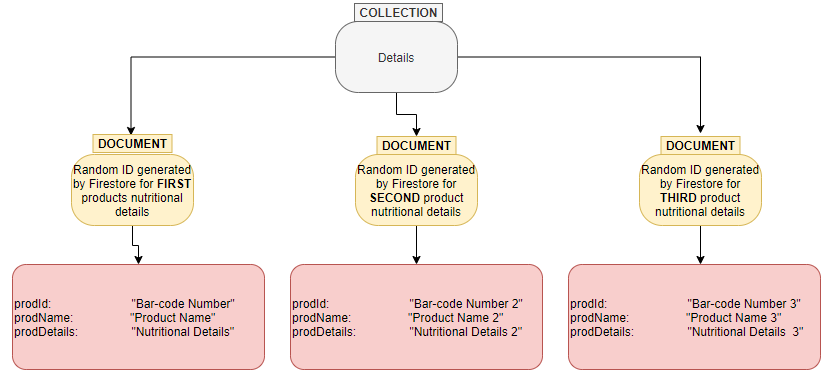 COLLECTION
Details
DOCUMENT
Random ID generated
by Firestore for FIRST
products nutritional
details
DOCUMENT
Random ID generated
by Firestore for
SECOND product
nutritional details
DOCUMENT
Random ID generated
by Firestore for
THIRD product
nutritional details
prodId: "Bar-code Number"
prodName: "Product Name"
prodDetails: "Nutritional Details"
prodId: "Bar-code Number 2"
prodName: "Product Name 2"
prodDetails: "Nutritional Details 2"
prodId: "Bar-code Number 3"
prodName: "Product Name 3"
prodDetails: "Nutritional Details 3"